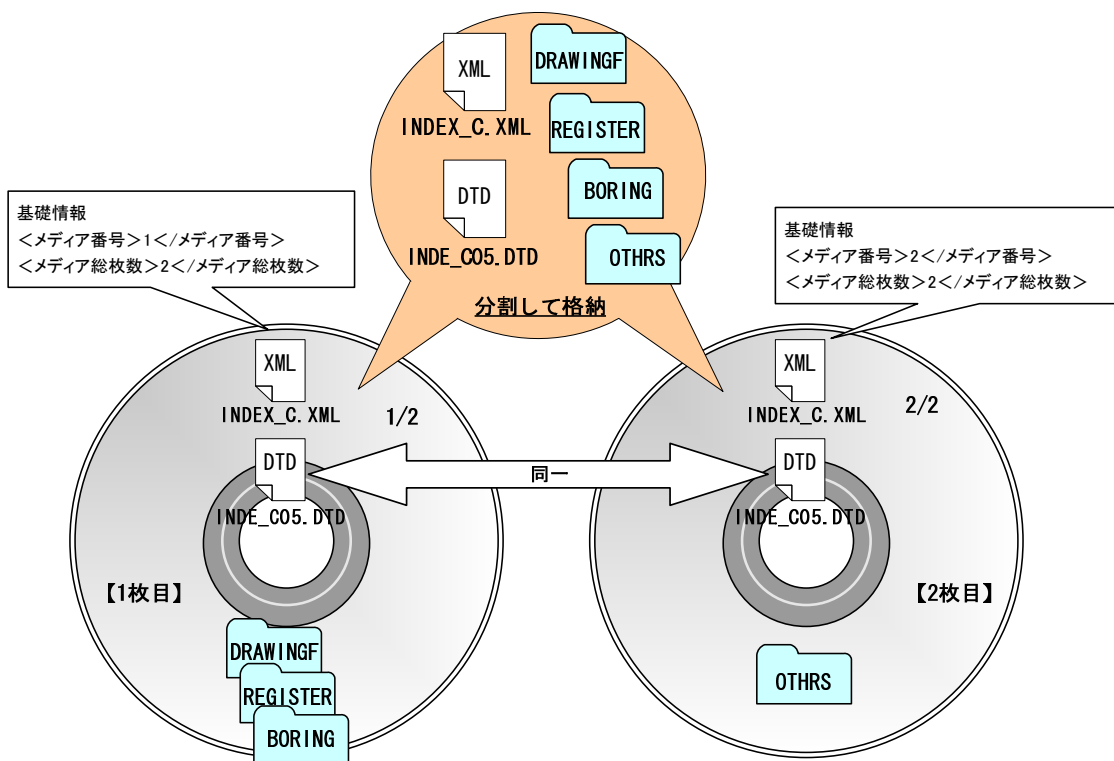 XML
INDEX_C.XML
DTD
INDE_C05.DTD
DRAWINGF
REGISTER
BORING
OTHRS
分割して格納
基礎情報
<メディア番号>1</メディア番号>
<メディア総枚数>2</メディア総枚数>
基礎情報
<メディア番号>2</メディア番号>
<メディア総枚数>2</メディア総枚数>
XML
INDEX_C.XML
1/2
DTD
INDE_C05.DTD
【1枚目】
DRAWINGF
REGISTER
BORING
同一
XML
INDEX_C.XML
2/2
DTD
INDE_C05.DTD
【2枚目】
OTHRS